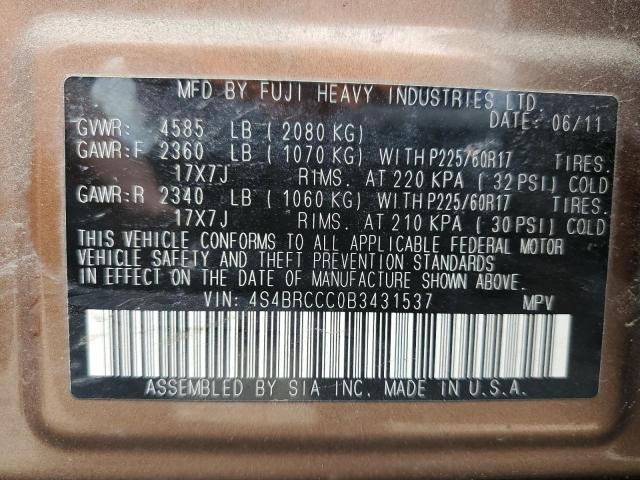 MFD BY FUJI HEAVY INDUSTRIES LTD
DATE: 06/11
GVWR: 4585 LB ( 2080 KG)
GAWR:F 2360 LB ( 1070 KG) WITH P225/60R17 TIRES.
17X7J RIMS. AT 220 KPA ( 32 PSI) COLD
GAWR:R 2340 LB ( 1060 KG) WITH P225/60R17 TIRES.
17X7J RIMS. AT 210 KPA ( 30 PSI) COLD
THIS VEHICLE CONFORMS TO ALL APPLICABLE FEDERAL MOTOR
VEHICLE SAFETY AND THEFT PREVENTION STANDARDS
IN EFFECT ON THE DATE OF MANUFACTURE SHOWN ABOVE.
VIN: 4S4BRCCC0B3431537 MPV
ASSEMBLED BY SIA INC. MADE IN U.S.A.